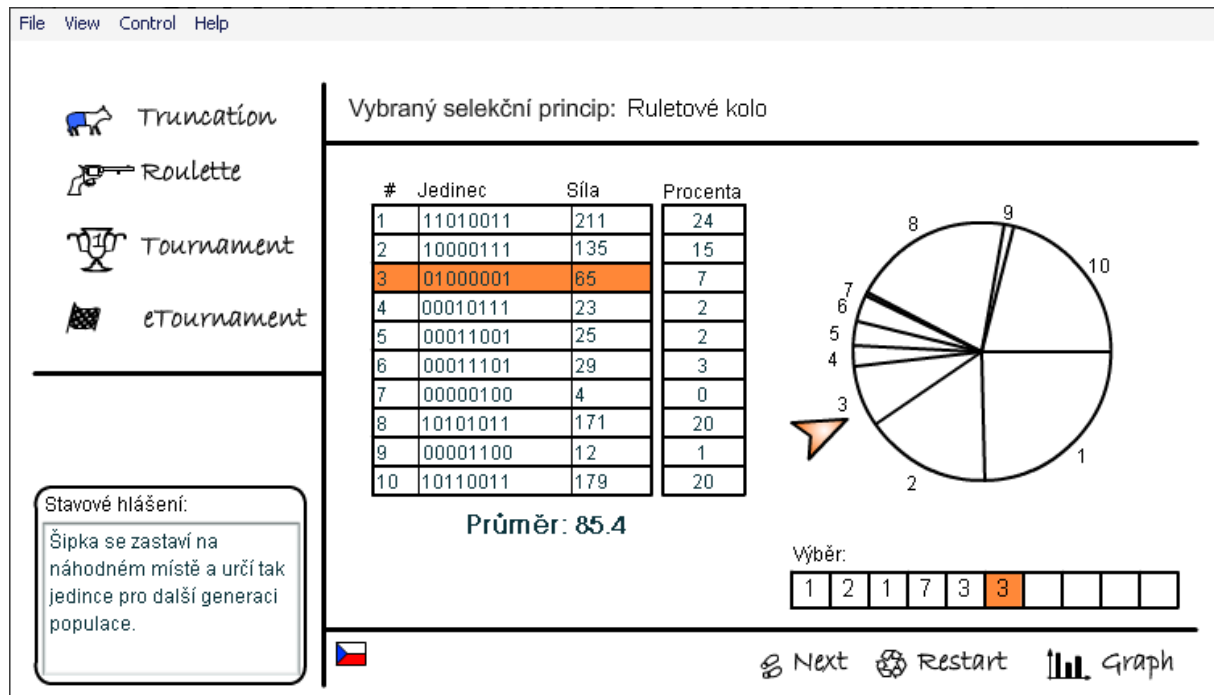 File View Control Help
Truncation
Roulette
Tournament
eTournament
Vybraný selekční princip: Ruletové kolo
# Jedinec Síla Procenta
1 11010011 211 24
2 10000111 135 15
3 01000001 65 7
4 00010111 23 2
5 00011001 25 2
6 00011101 29 3
7 00000100 4 0
8 10101011 171 20
9 00001100 12 1
10 10110011 179 20
Průměr: 85.4
9
8
10
7
6
5
4
3
1
2
Výběr:
1 2 1 7 3 3
Stavové hlášení:
Šipka se zastaví na
náhodném místě a určí tak
jedince pro další generaci
populace.
Next Restart Graph